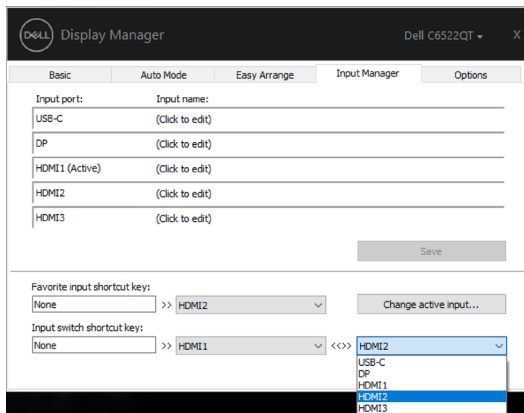 DELL Display Manager Dell C6522QT X
Basic Auto Mode Easy Arrange Input Manager Options
Input port: Input name:
USB-C (Click to edit)
DP (Click to edit)
HDMI1 (Active) (Click to edit)
HDMI2 (Click to edit)
HDMI3 (Click to edit)
Save
Favorite input shortcut key:
None >> HDMI2 Change active input...
Input switch shortcut key:
None >> HDMI1 <<>> HDMI2
USB-C
DP
HDMI1
HDMI2
HDMI3